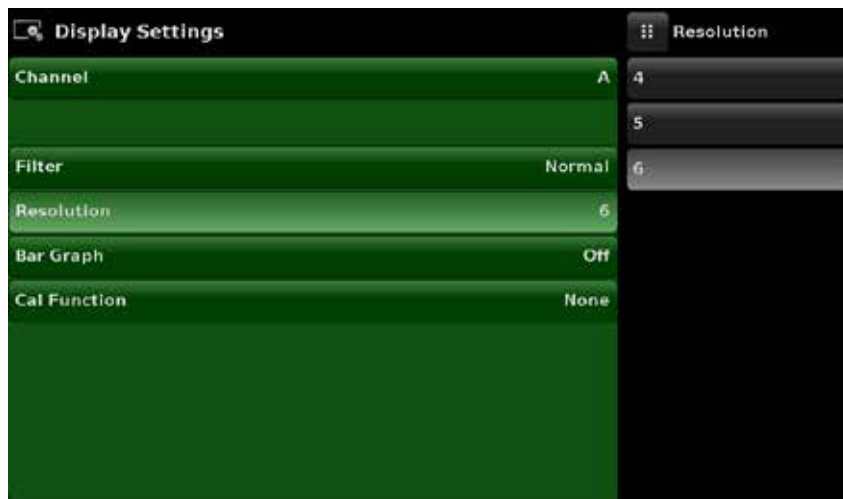 Display Settings
Channel A
Filter Normal
Resolution 6
Bar Graph Off
Cal Function None
Resolution
4
5
6